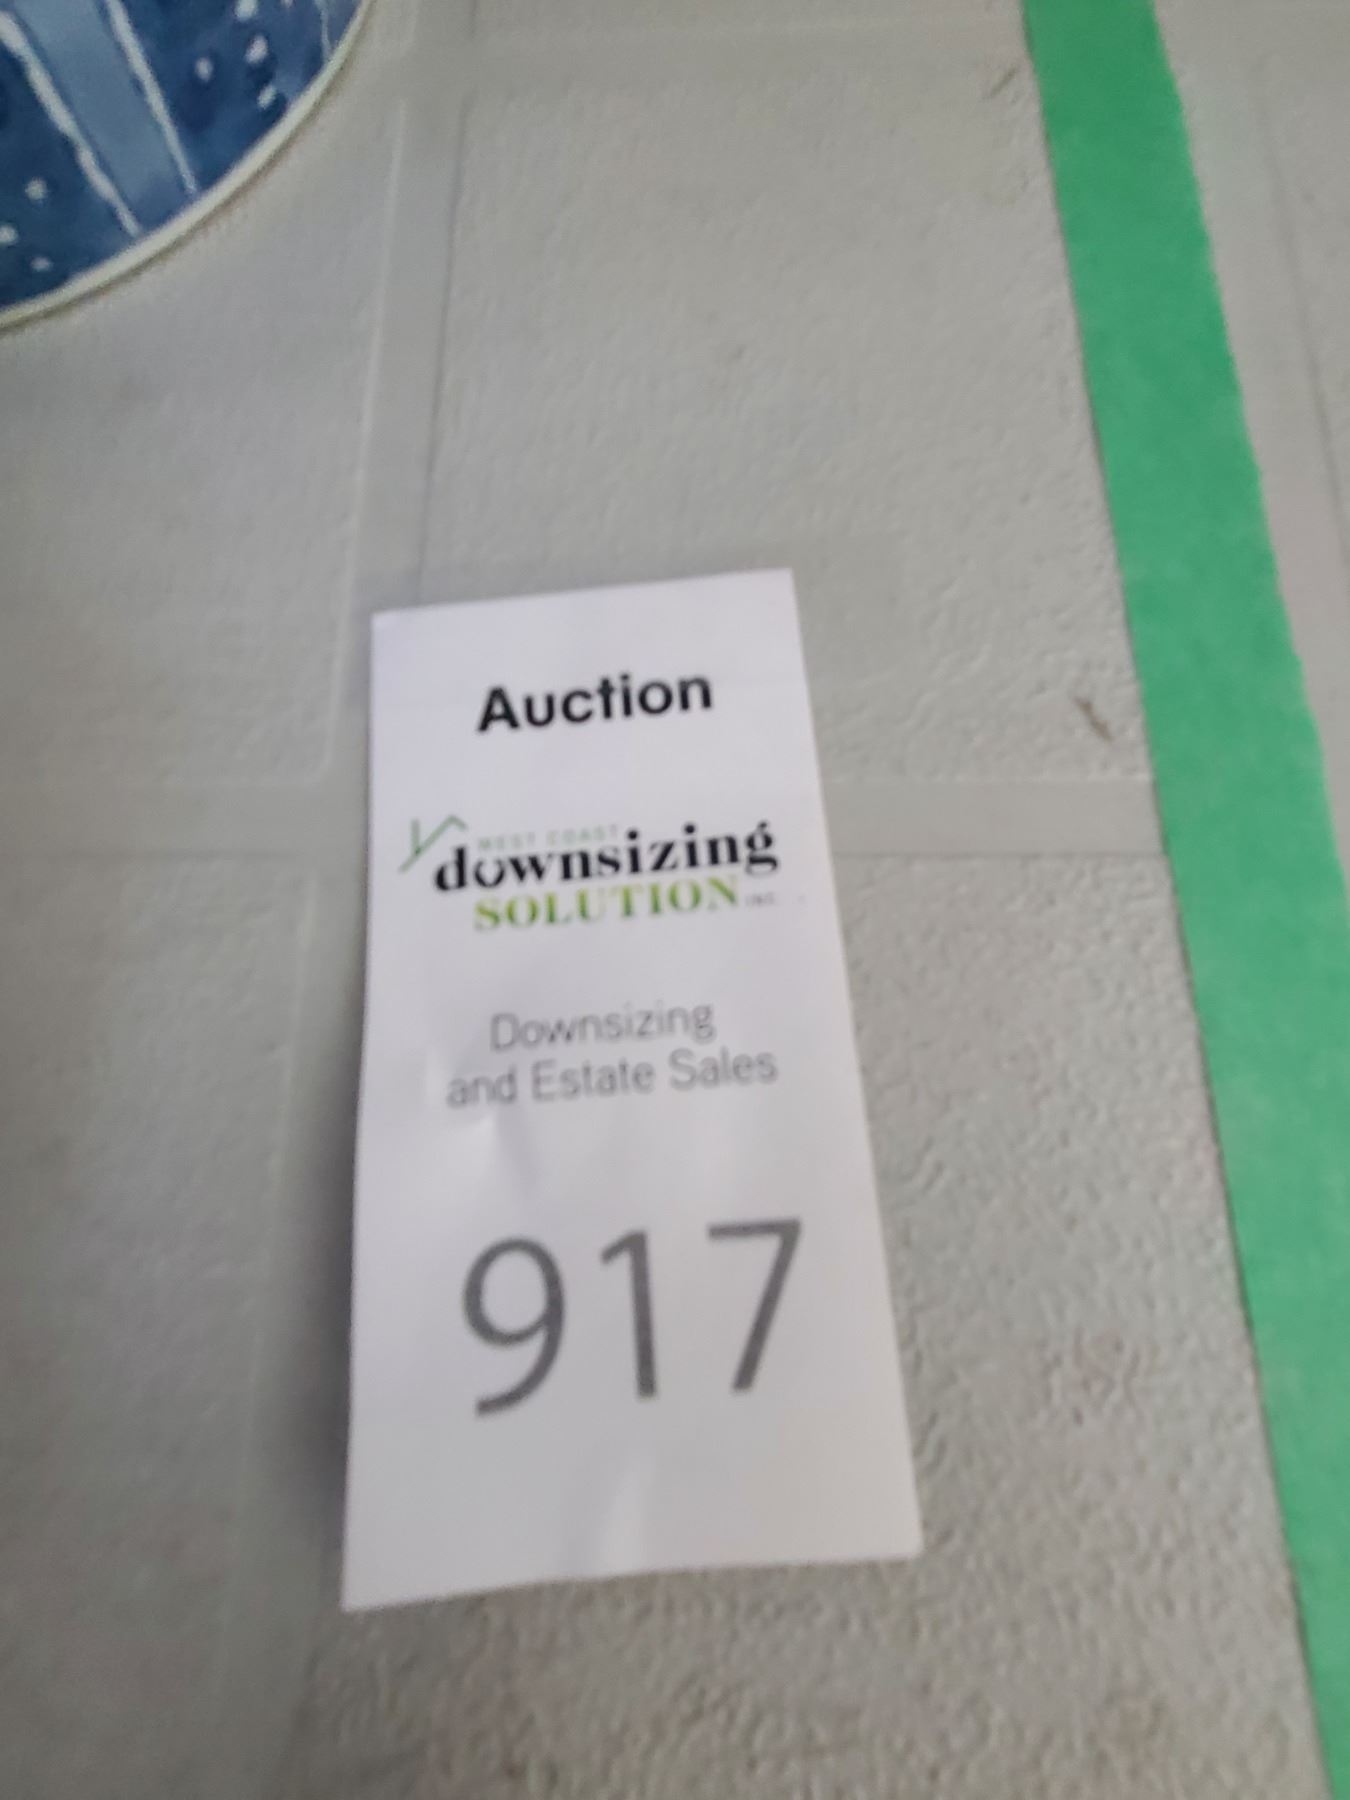 Auction
WEST COAST
downsizing
SOLUTION INC.
Downsizing
and Estate Sales
917